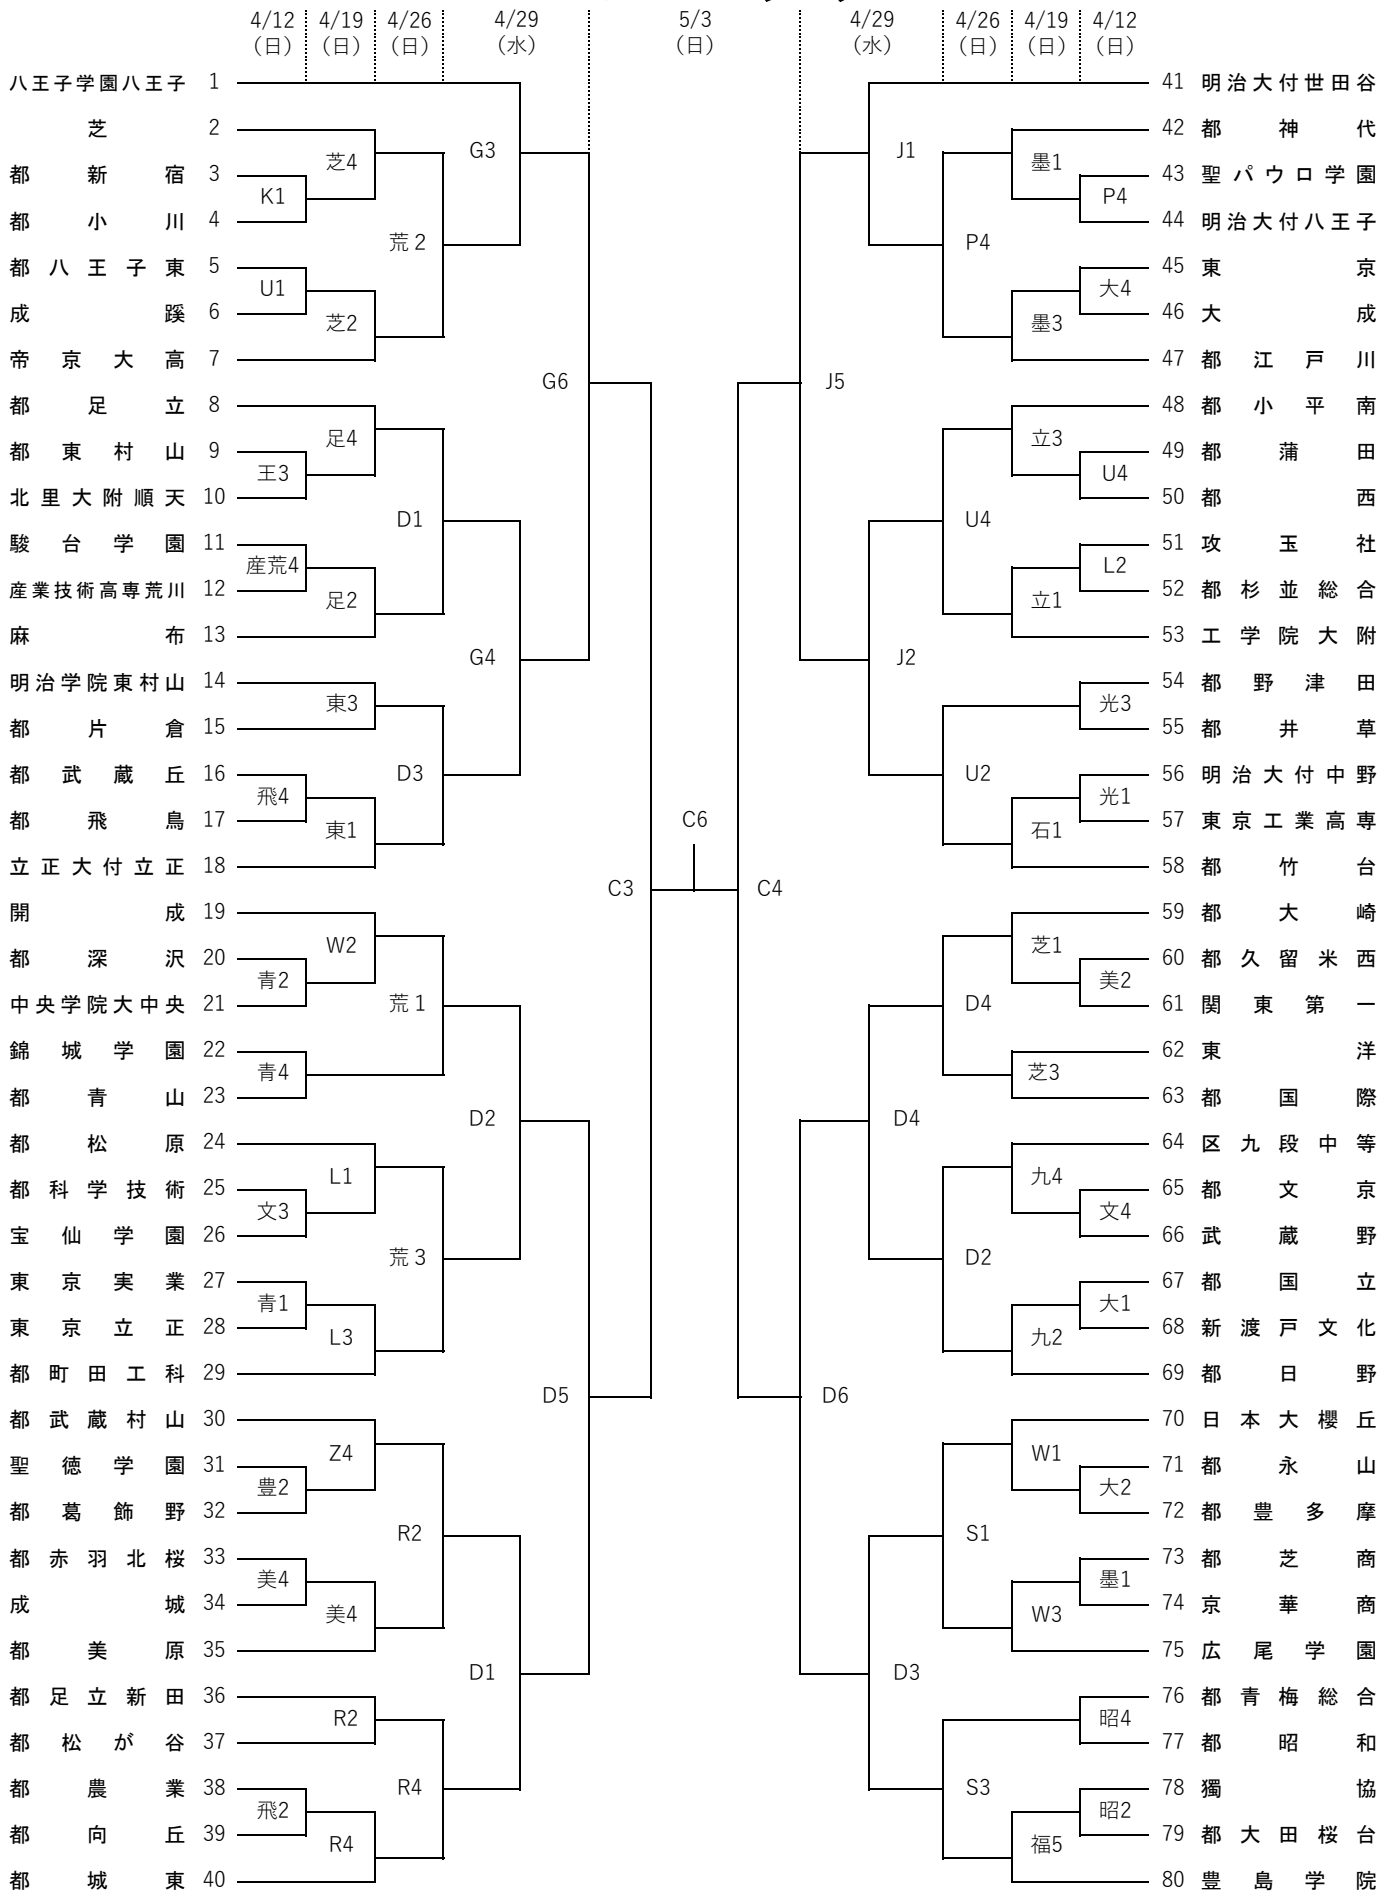 4/12 4/19 4/26 4/29 5/3 4/29 4/26 4/19 4/12
（日） （日） （日） （水） （日） （水） （日） （日） （日）
八王子学園八王子 1 41 明治大付世田谷
芝 2 42 都神代
G3 J1
芝4 墨1
都新宿 3 43 聖パウロ学園
K1 P4
都小川 4 44 明治大付八王子
荒2 P4
都八王子東 5 45 東京
U1 大4
成蹊 6 46 大成
芝2 墨3
帝京大高 7 47 都江戸川
G6 J5
都足立 8 48 都小平南
足4 立3
都東村山 9 49 都蒲田
王3 U4
北里大附順天 10 50 都西
D1 U4
駿台学園 11 51 攻玉社
産荒4 L2
産業技術高専荒川 12 52 都杉並総合
足2 立1
麻布 13 53 工学院大附
G4 J2
明治学院東村山 14 54 都野津田
東3 光3
都片倉 15 55 都井草
都武蔵丘 16 D3 U2 56 明治大付中野
飛4 光1
都飛鳥 17 C6 57 東京工業高専
東1 石1
立正大付立正 18 58 都竹台
C3 C4
開成 19 59 都大崎
W2 芝1
都深沢 20 60 都久留米西
青2 美2
中央学院大中央 21 荒1 D4 61 関東第一
錦城学園 22 62 東洋
青4 芝3
都青山 23 63 都国際
D2 D4
都松原 24 64 区九段中等
L1 九4
都科学技術 25 65 都文京
文3 文4
宝仙学園 26 66 武蔵野
荒3 D2
東京実業 27 67 都国立
青1 大1
東京立正 28 68 新渡戸文化
L3 九2
都町田工科 29 69 都日野
D5 D6
都武蔵村山 30 70 日本大櫻丘
Z4 W1
聖徳学園 31 71 都永山
豊2 大2
都葛飾野 32 72 都豊多摩
R2 S1
都赤羽北桜 33 73 都芝商
美4 墨1
成城 34 74 京華商
美4 W3
都美原 35 75 広尾学園
D1 D3
都足立新田 36 76 都青梅総合
R2 昭4
都松が谷 37 77 都昭和
都農業 38 R4 S3 78 獨協
飛2 昭2
都向丘 39 79 都大田桜台
R4 福5
都城東 40 80 豊島学院